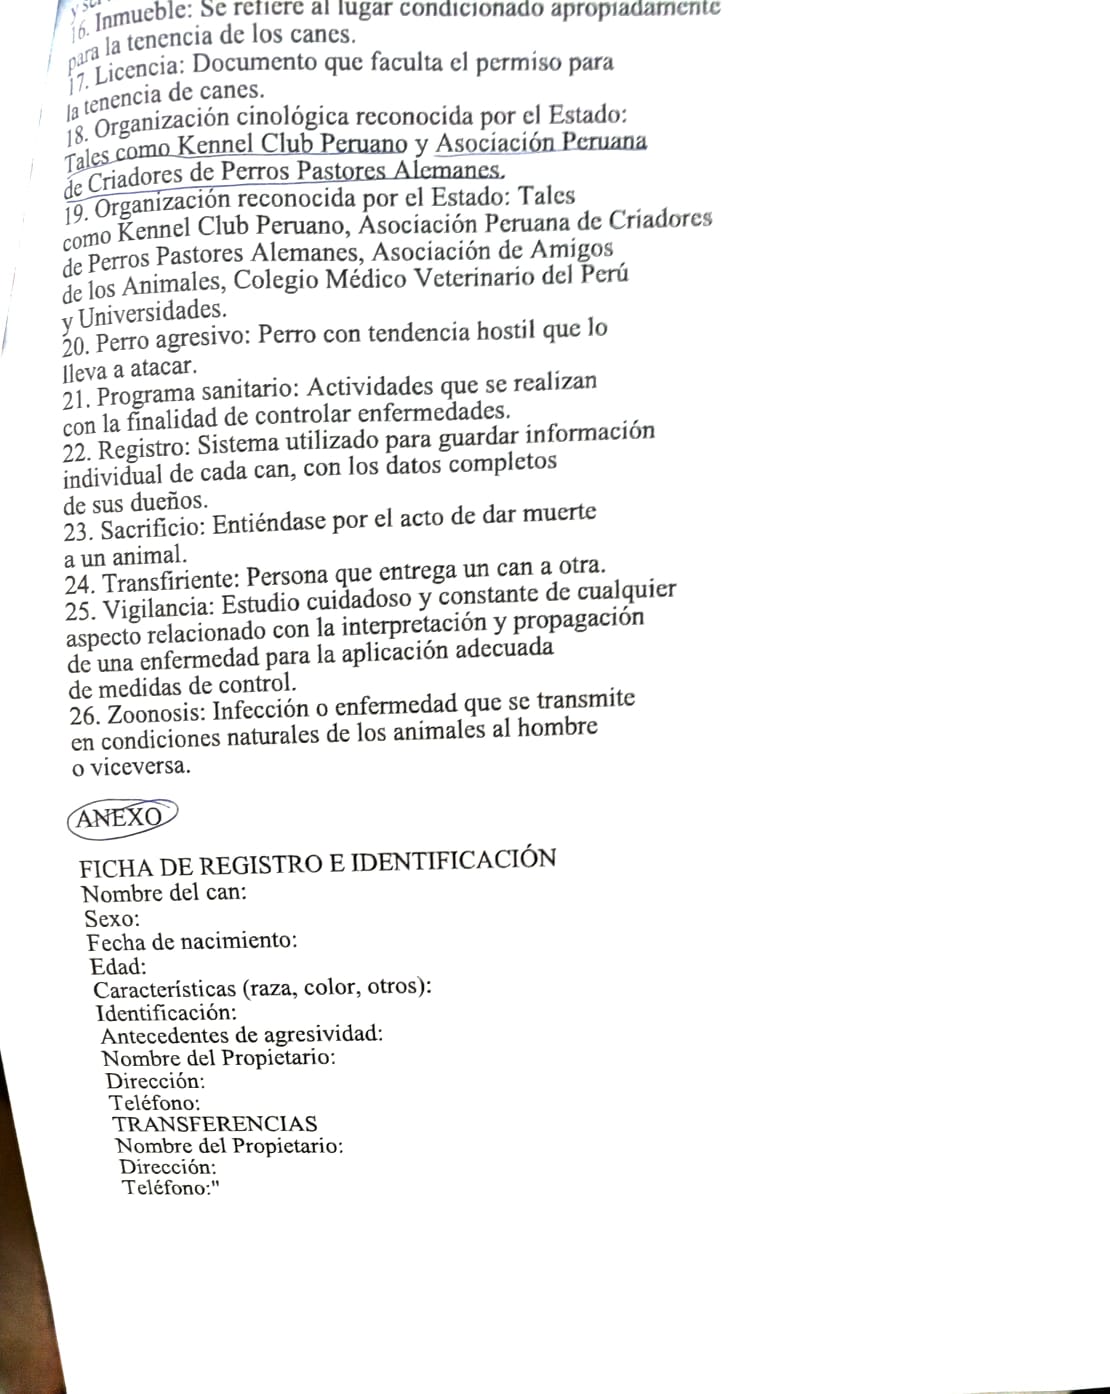 16. Inmueble: Se refiere al lugar condicionado apropiadamente
para la tenencia de los canes.
17. Licencia: Documento que faculta el permiso para
la tenencia de canes.
18. Organización cinológica reconocida por el Estado:
Tales como Kennel Club Peruano y Asociación Peruana
de Criadores de Perros Pastores Alemanes.
19. Organización reconocida por el Estado: Tales
como Kennel Club Peruano, Asociación Peruana de Criadores
de Perros Pastores Alemanes, Asociación de Amigos
de los Animales, Colegio Médico Veterinario del Perú
y Universidades.
20. Perro agresivo: Perro con tendencia hostil que lo
lleva a atacar.
21. Programa sanitario: Actividades que se realizan
con la finalidad de controlar enfermedades.
22. Registro: Sistema utilizado para guardar información
individual de cada can, con los datos completos
de sus dueños.
23. Sacrificio: Entiéndase por el acto de dar muerte
a un animal.
24. Transfiriente: Persona que entrega un can a otra.
25. Vigilancia: Estudio cuidadoso y constante de cualquier
aspecto relacionado con la interpretación y propagación
de una enfermedad para la aplicación adecuada
de medidas de control.
26. Zoonosis: Infección o enfermedad que se transmite
en condiciones naturales de los animales al hombre
o viceversa.
ANEXO
FICHA DE REGISTRO E IDENTIFICACIÓN
Nombre del can:
Sexo:
Fecha de nacimiento:
Edad:
Características (raza, color, otros):
Identificación:
Antecedentes de agresividad:
Nombre del Propietario:
Dirección:
Teléfono:
TRANSFERENCIAS
Nombre del Propietario:
Dirección:
Teléfono:"